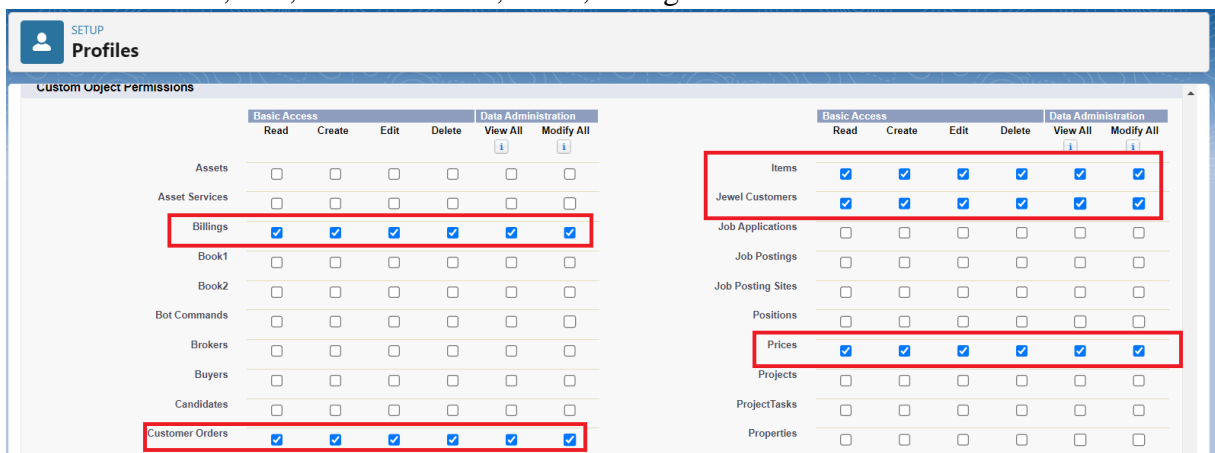 SETUP
Profiles
Custom Object Permissions
Basic Access Data Administration Basic Access Data Administration
Read Create Edit Delete View All Modify All Read Create Edit Delete View All Modify All
i i i i
Assets Items
Asset Services Jewel Customers
Billings Job Applications
Book1 Job Postings
Book2 Job Posting Sites
Bot Commands Positions
Brokers Prices
Buyers Projects
Candidates ProjectTasks
Customer Orders Properties